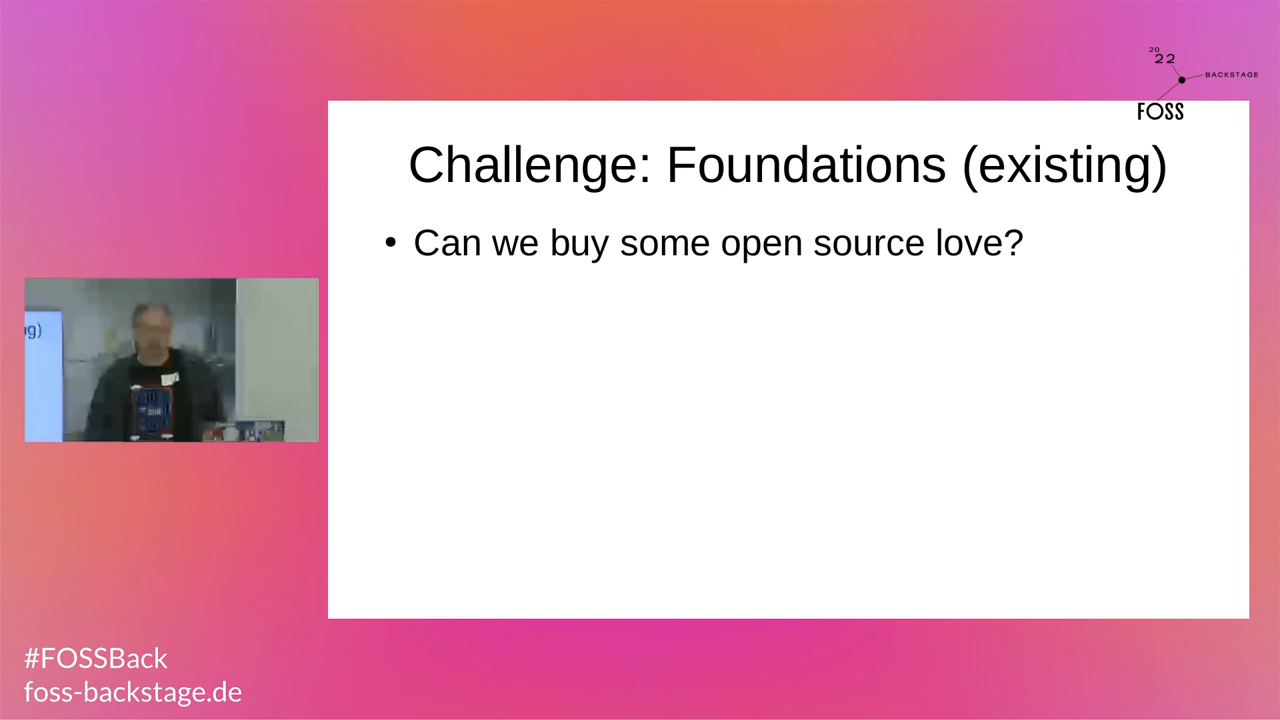 20
22
BACKSTAGE
FOSS
Challenge: Foundations (existing)
• Can we buy some open source love?
ng)
#FOSSBack
foss-backstage.de